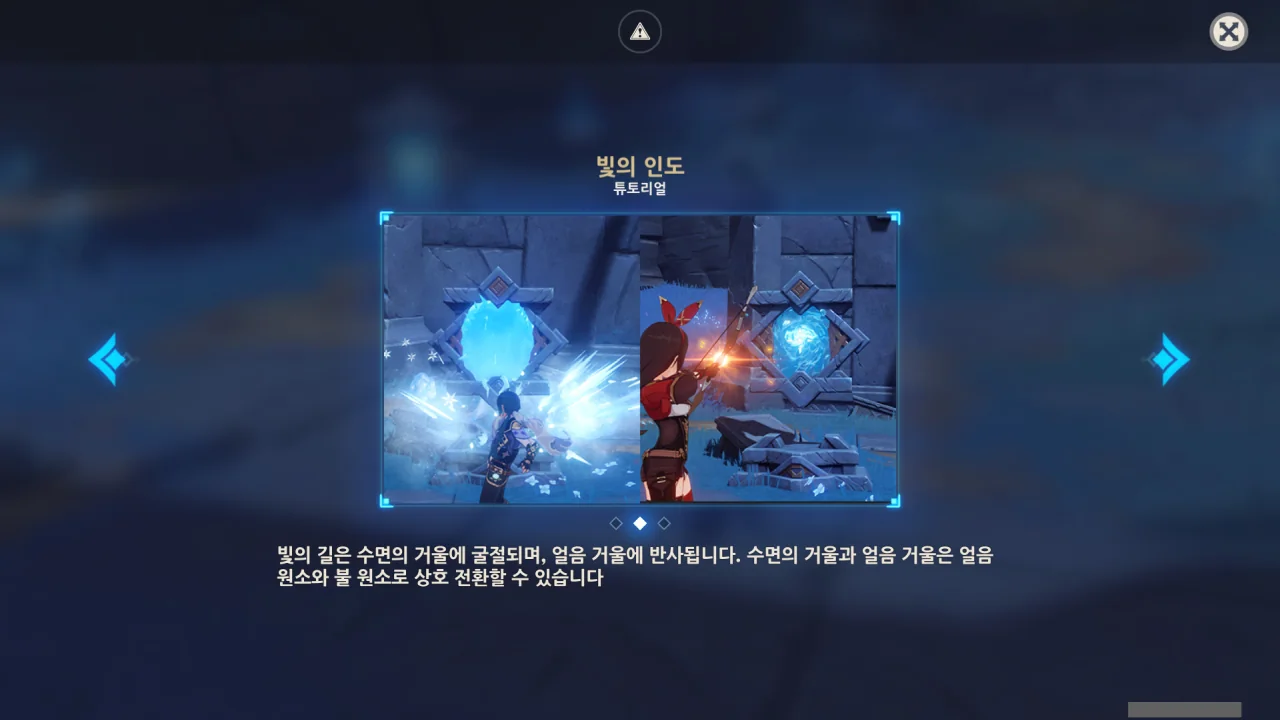 빛의 인도
튜토리얼
빛의 길은 수면의 거울에 굴절되며, 얼음 거울에 반사됩니다. 수면의 거울과 얼음 거울은 얼음
원소와 불 원소로 상호 전환할 수 있습니다